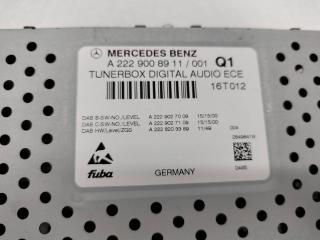 MERCEDES BENZ
A 222 900 89 11 / 001 Q1
TUNERBOX DIGITAL AUDIO ECE
16T012
DAB B-SW-NO./LEVEL A 222 902 70 09 15/15/00
DAB C-SW-NO./LEVEL A 222 902 71 09 15/15/00
DAB HW/Level/ZGS A 222 820 33 89 11/49 004
fuba
GERMANY